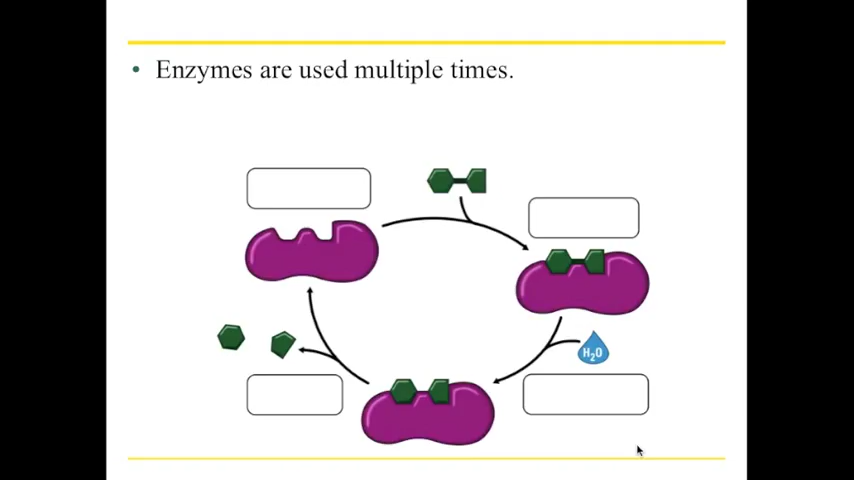 • Enzymes are used multiple times.
H₂O